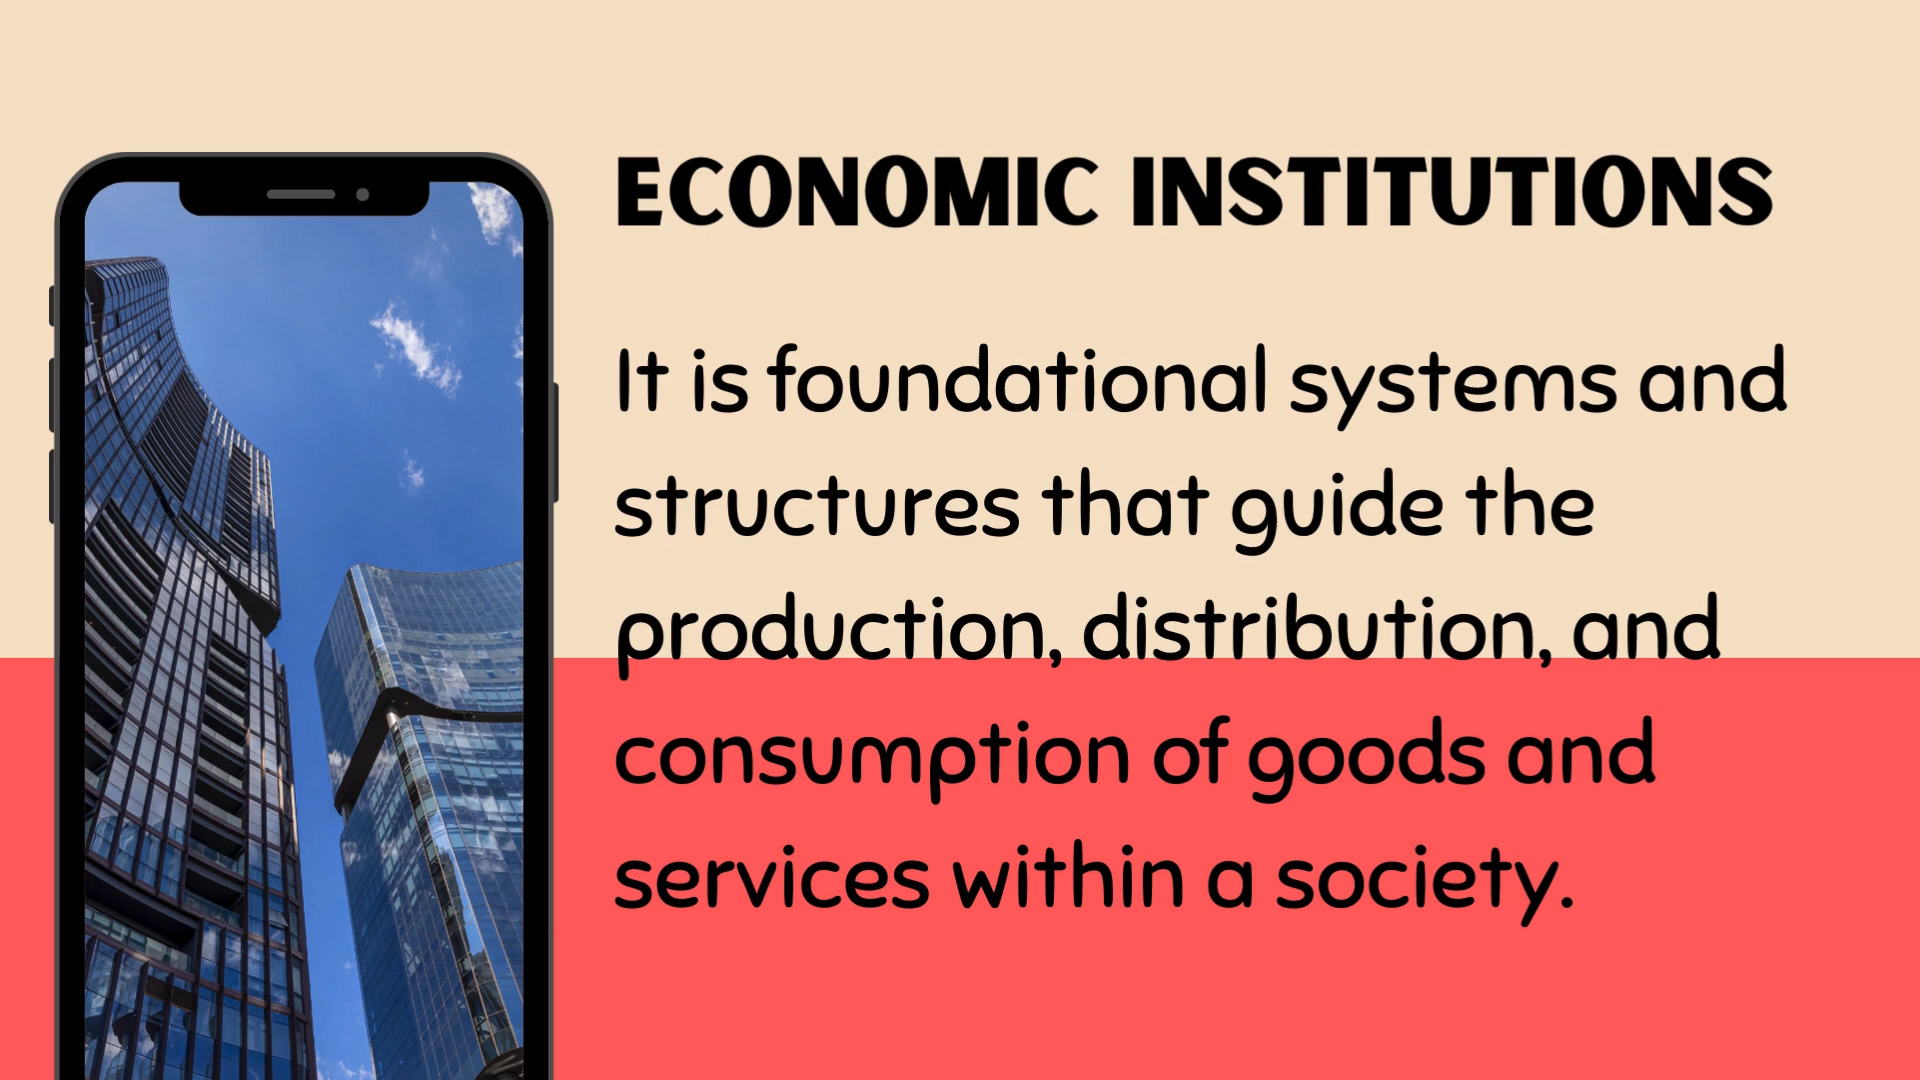 ECONOMIC INSTITUTIONS
It is foundational systems and
structures that guide the
production, distribution, and
consumption of goods and
services within a society.